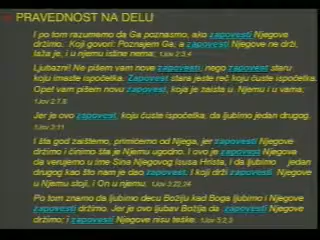 PRAVEDNOST NA DELU
I po tom razumemo da Ga poznasmo, ako zapovesti Njegove
držimo. Koji govori: Poznajem Ga, a zapovesti Njegove ne drži,
laža je, i u njemu istine nema; 1Jov 2:3,4
Ljubazni! Ne pišem vam nove zapovesti, nego zapovest staru
koju imaste ispočetka. Zapovest stara jeste reč koju čuste ispočetka.
Opet vam pišem novu zapovest, koja je zaista u Njemu i u vama;
1Jov 2:7,8
Jer je ovo zapovest, koju čuste ispočetka, da ljubimo jedan drugog.
1Jov 3:11
I šta god zaištemo, primićemo od Njega, jer zapovesti Njegove
držimo i činimo šta je Njemu ugodno. I ovo je zapovest Njegova
da verujemo u ime Sina Njegovog Isusa Hrista, i da ljubimo jedan
drugog kao što nam je dao zapovest. I koji drži zapovesti Njegove
u Njemu stoji, i On u njemu. 1Jov 3:22,24
Po tom znamo da ljubimo decu Božiju kad Boga ljubimo i Njegove
zapovesti držimo. Jer je ovo ljubav Božija da zapovesti Njegove
držimo; i zapovesti Njegove nisu teške. 1Jov 5:2,3